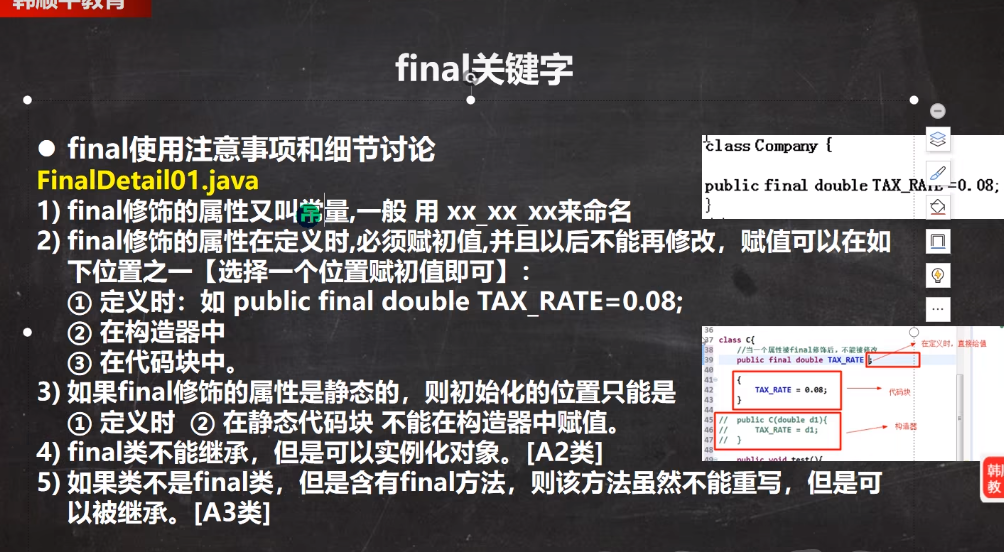 韩顺平教育
final关键字
● final使用注意事项和细节讨论
FinalDetail01.java
1) final修饰的属性又叫常量,一般 用 xx_xx_xx来命名
2) final修饰的属性在定义时,必须赋初值,并且以后不能再修改，赋值可以在如
下位置之一【选择一个位置赋初值即可】:
① 定义时：如 public final double TAX_RATE=0.08;
② 在构造器中
③ 在代码块中。
3) 如果final修饰的属性是静态的，则初始化的位置只能是
① 定义时 ② 在静态代码块 不能在构造器中赋值。
4) final类不能继承，但是可以实例化对象。[A2类]
5) 如果类不是final类，但是含有final方法，则该方法虽然不能重写，但是可
以被继承。[A3类]
class Company {
public final double TAX_RATE=0.08;
}
36
37 class C{
38 //当一个属性被final修饰后，不能被修改
39 public final double TAX_RATE ;
在定义时，直接给值
40
41 {
42 TAX_RATE = 0.08;
43 }
代码块
44
45 // public C(double d1){
46 // TAX_RATE = d1;
47 // }
构造器
48
49 public void test(){
韩顺
教